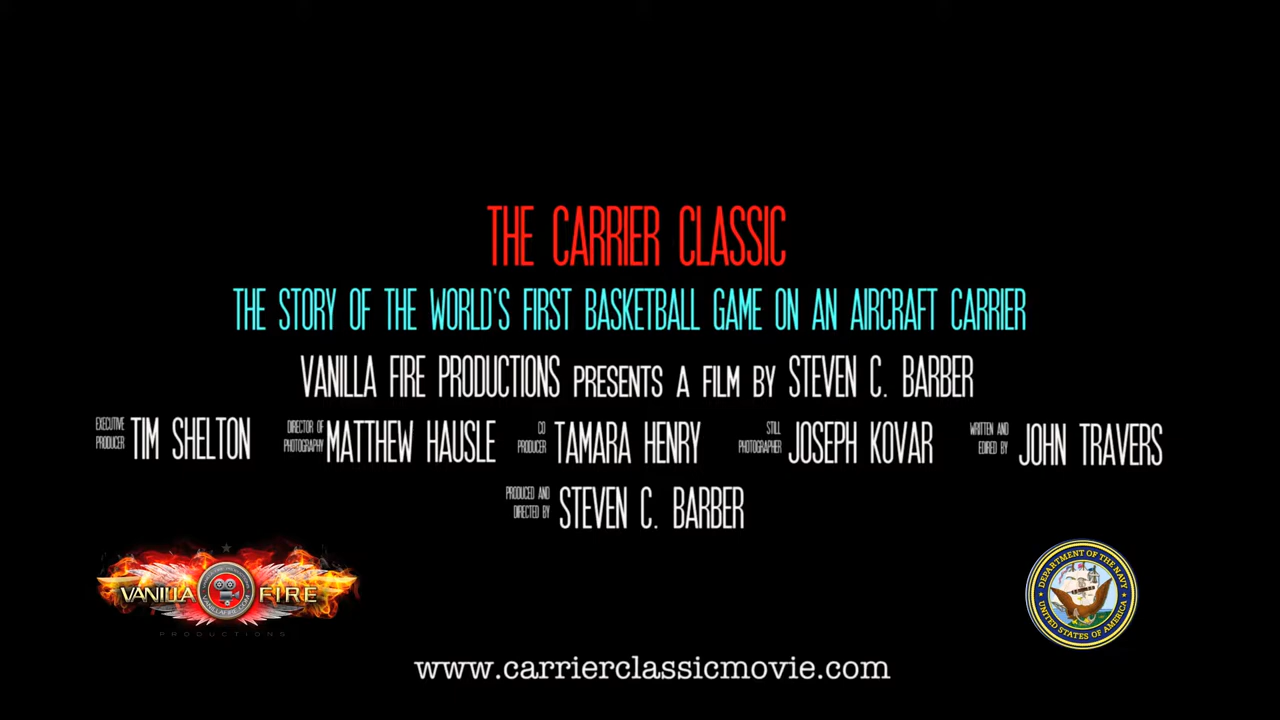 THE CARRIER CLASSIC
THE STORY OF THE WORLD'S FIRST BASKETBALL GAME ON AN AIRCRAFT CARRIER
VANILLA FIRE PRODUCTIONS PRESENTS A FILM BY STEVEN C. BARBER
EXECUTIVE PRODUCER TIM SHELTON DIRECTOR OF PHOTOGRAPHY MATTHEW HAUSLE CO PRODUCER TAMARA HENRY STILL PHOTOGRAPHER JOSEPH KOVAR WRITTEN AND EDIRED BY JOHN TRAVERS
PRODUCED AND DIRECTED BY STEVEN C. BARBER
VANILLA FIRE
VANILLAFIRE.COM
PRODUCTIONS
DEPARTMENT OF THE NAVY
UNITED STATES OF AMERICA
www.carrierclassicmovie.com